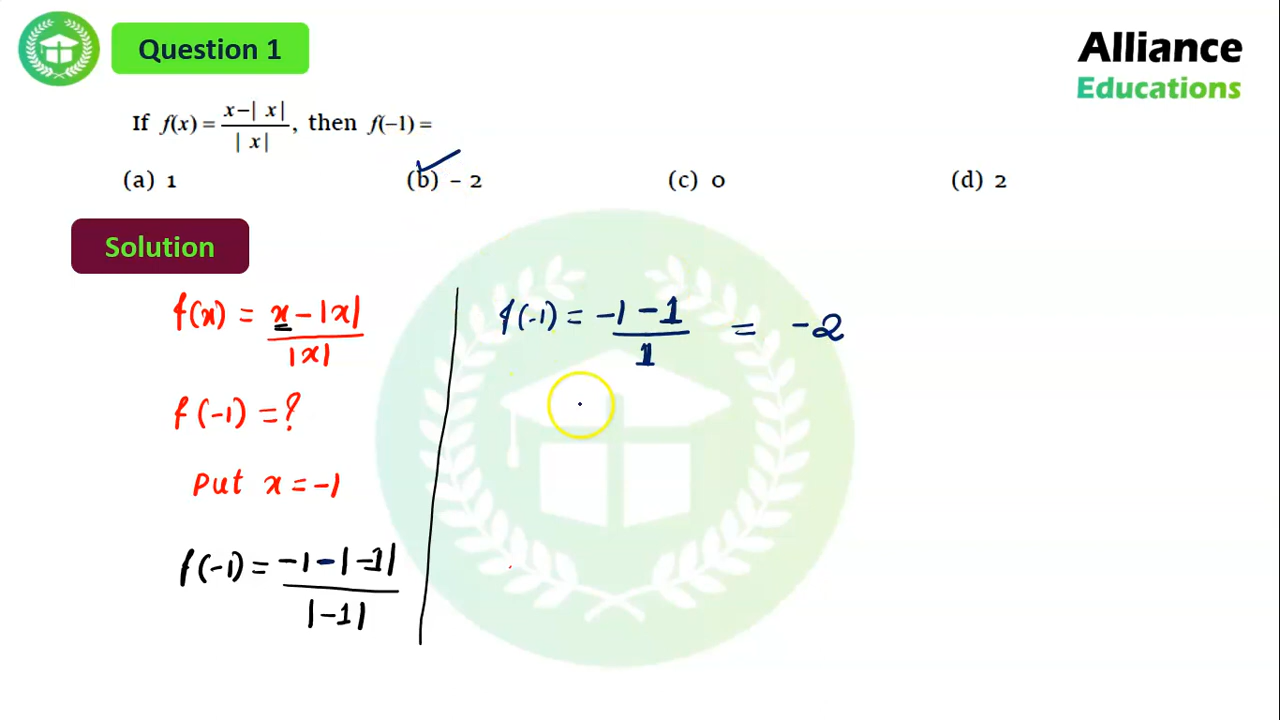 Question 1
Alliance
Educations
If f(x) = x−| x| / | x| , then f(−1) =
(a) 1 (b) − 2 (c) 0 (d) 2
Solution
f(x) = x − |x| / |x|
f(-1) = ?
Put x = -1
f(-1) = -1 - |-1| / |-1|
f(-1) = -1 - 1 / 1 = -2